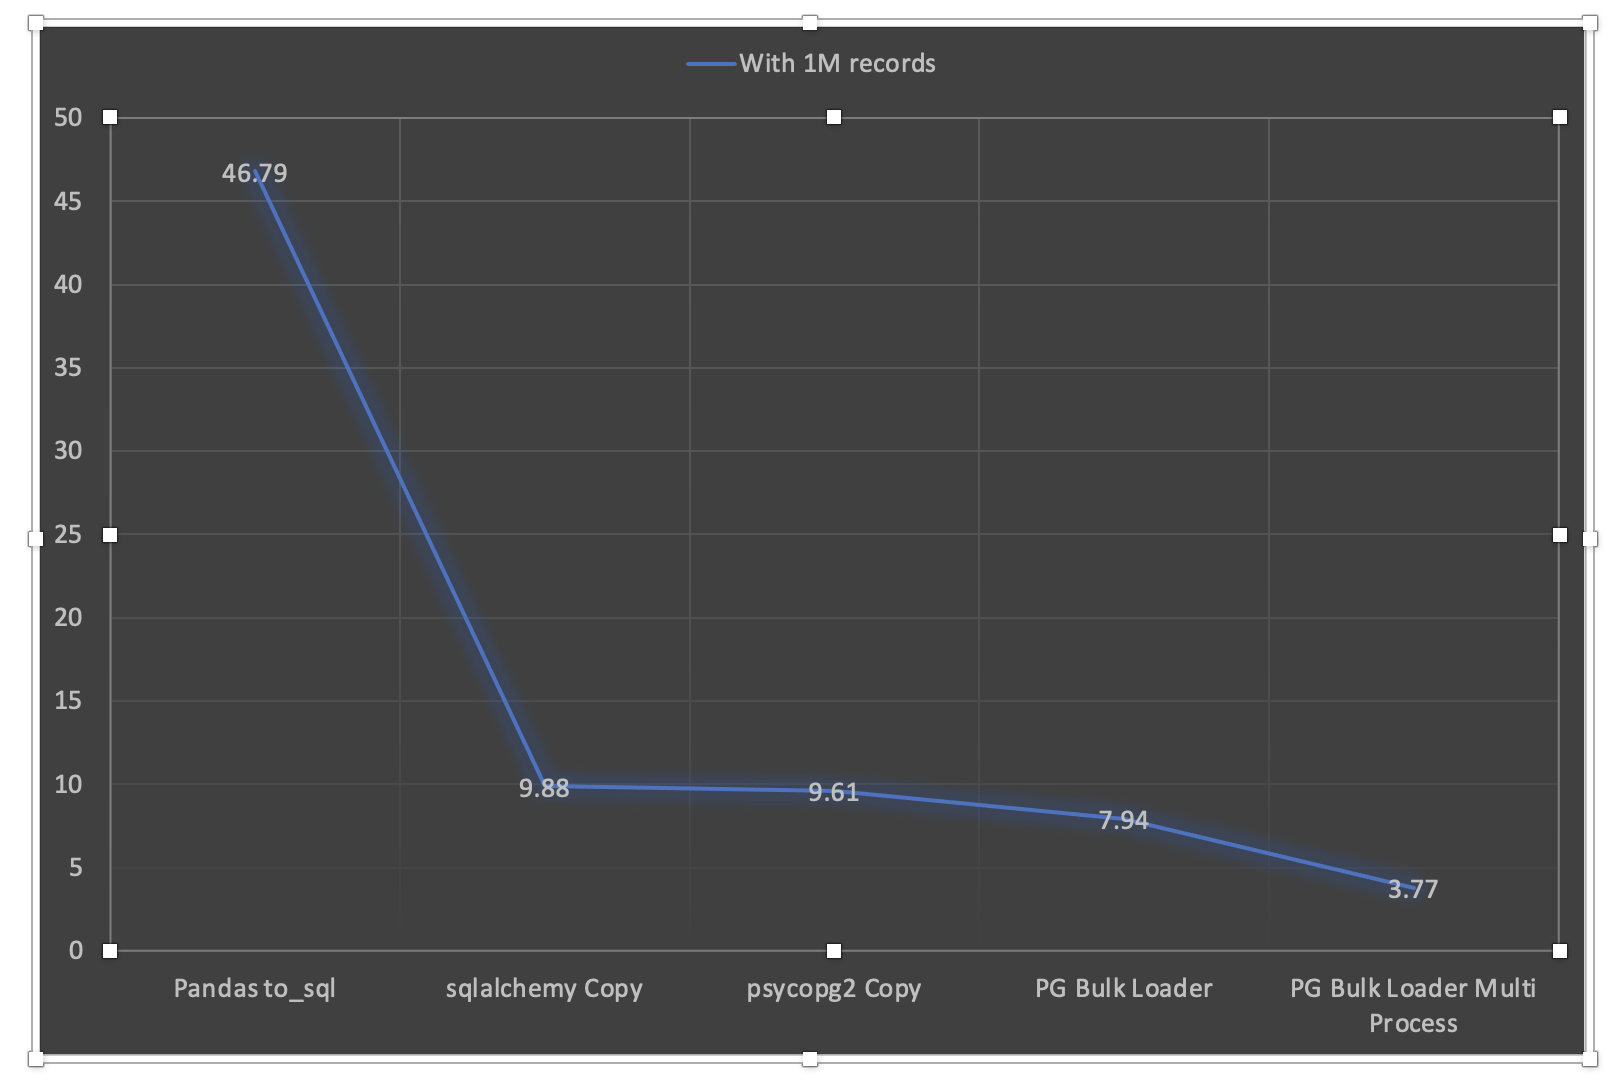 With 1M records
50
45
40
35
30
25
20
15
10
5
0
46.79
9.88
9.61
7.94
3.77
Pandas to_sql
sqlalchemy Copy
psycopg2 Copy
PG Bulk Loader
PG Bulk Loader Multi
Process